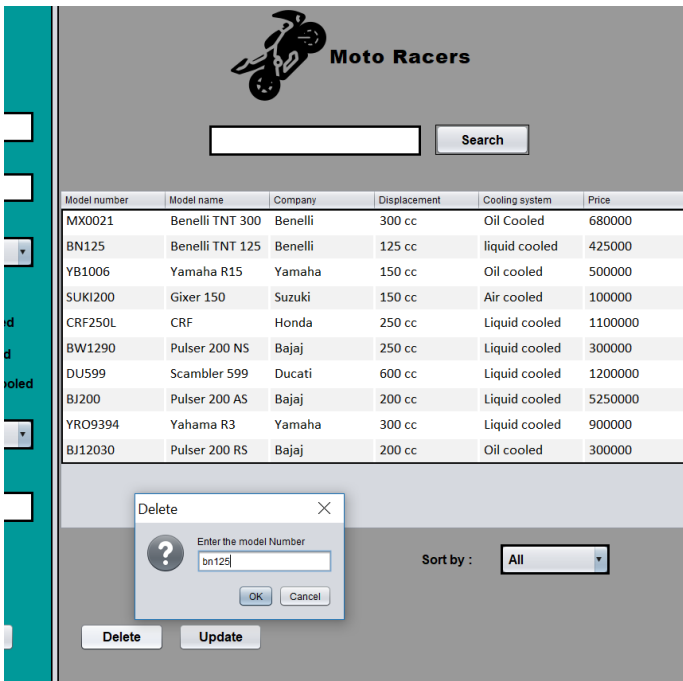 Moto Racers
Search
Model number Model name Company Displacement Cooling system Price
MX0021 Benelli TNT 300 Benelli 300 cc Oil Cooled 680000
BN125 Benelli TNT 125 Benelli 125 cc liquid cooled 425000
YB1006 Yamaha R15 Yamaha 150 cc Oil cooled 500000
SUKI200 Gixer 150 Suzuki 150 cc Air cooled 100000
CRF250L CRF Honda 250 cc Liquid cooled 1100000
BW1290 Pulser 200 NS Bajaj 250 cc Liquid cooled 300000
DU599 Scambler 599 Ducati 600 cc Liquid cooled 1200000
BJ200 Pulser 200 AS Bajaj 200 cc Liquid cooled 5250000
YRO9394 Yahama R3 Yamaha 300 cc Liquid cooled 900000
BJ12030 Pulser 200 RS Bajaj 200 cc Oil cooled 300000
Delete
Enter the model Number
bn125
OK Cancel
Sort by : All
Delete Update